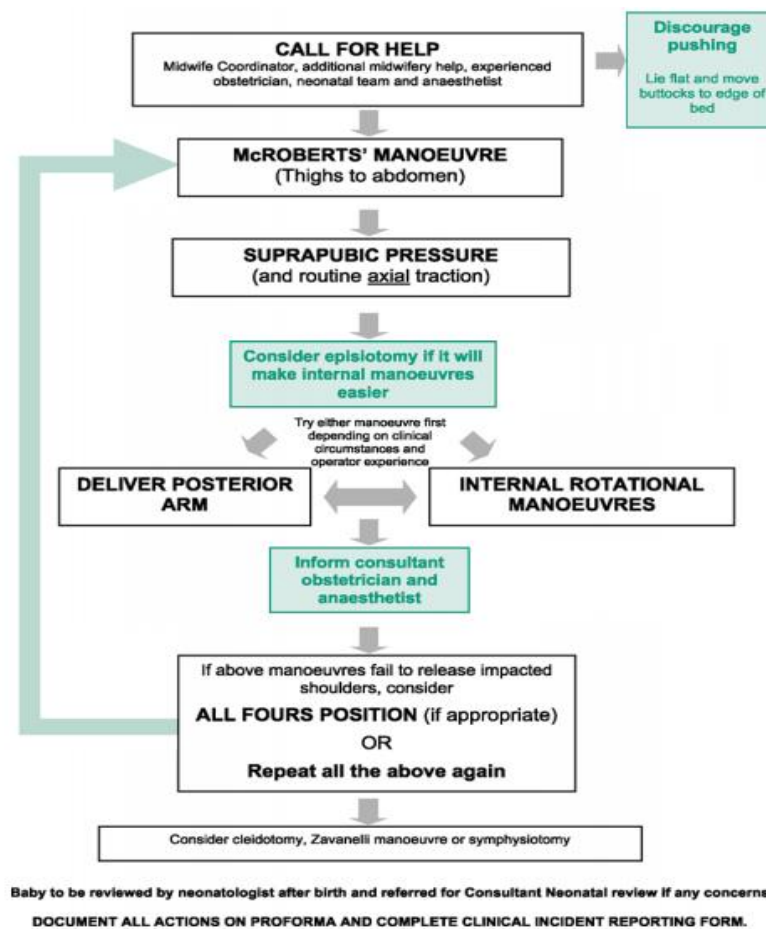 CALL FOR HELP
Midwife Coordinator, additional midwifery help, experienced
obstetrician, neonatal team and anaesthetist
Discourage
pushing
Lie flat and move
buttocks to edge of
bed
McROBERTS' MANOEUVRE
(Thighs to abdomen)
SUPRAPUBIC PRESSURE
(and routine axial traction)
Consider episiotomy if it will
make internal manoeuvres
easier
Try either manoeuvre first
depending on clinical
circumstances and
operator experience
DELIVER POSTERIOR
ARM
INTERNAL ROTATIONAL
MANOEUVRES
Inform consultant
obstetrician and
anaesthetist
If above manoeuvres fail to release impacted
shoulders, consider
ALL FOURS POSITION (if appropriate)
OR
Repeat all the above again
Consider cleidotomy, Zavanelli manoeuvre or symphysiotomy
Baby to be reviewed by neonatologist after birth and referred for Consultant Neonatal review if any concerns
DOCUMENT ALL ACTIONS ON PROFORMA AND COMPLETE CLINICAL INCIDENT REPORTING FORM.